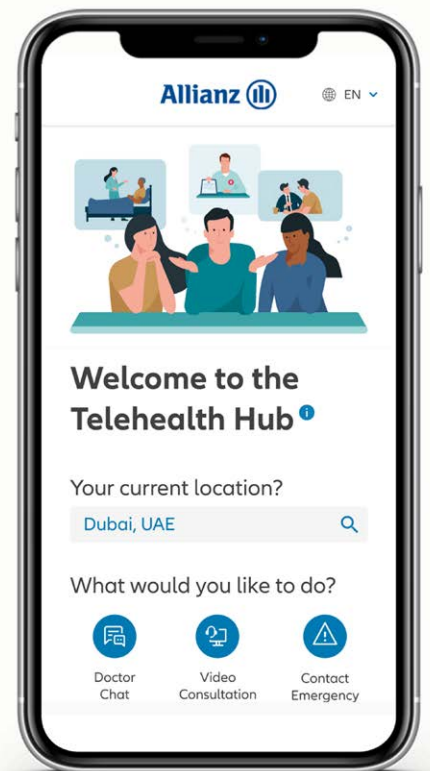 Allianz
EN
Welcome to the
Telehealth Hub
Your current location?
Dubai, UAE
What would you like to do?
Doctor
Chat
Video
Consultation
Contact
Emergency